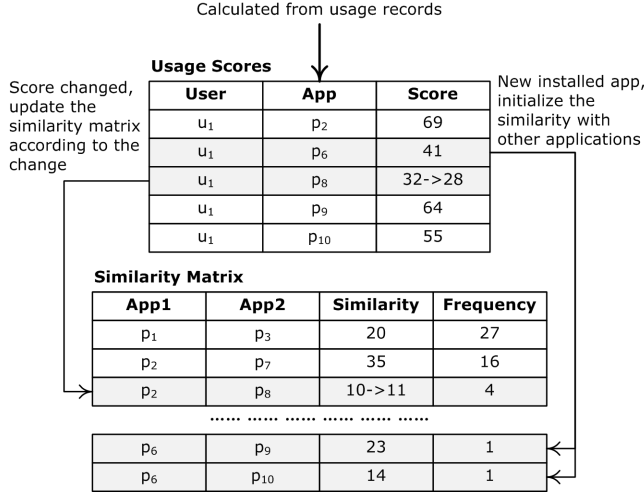 Calculated from usage records
Usage Scores
Score changed,
update the
similarity matrix
according to the
change
New installed app,
initialize the
similarity with
other applications
User App Score
u1 p2 69
u1 p6 41
u1 p8 32->28
u1 p9 64
u1 p10 55
Similarity Matrix
App1 App2 Similarity Frequency
p1 p3 20 27
p2 p7 35 16
p2 p8 10->11 4
…… …… …… …… …… ……
p6 p9 23 1
p6 p10 14 1